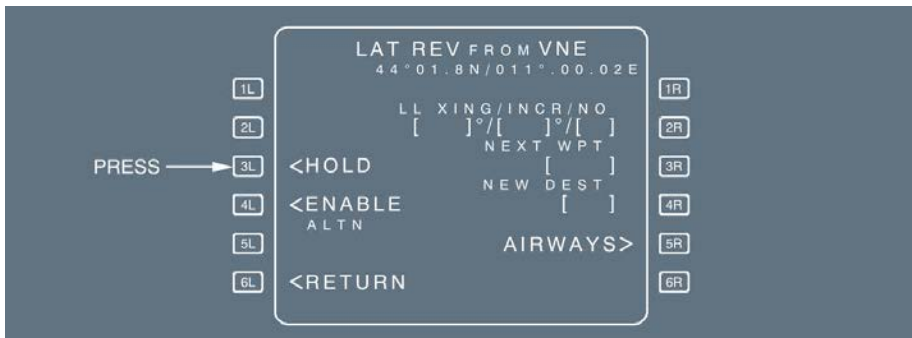 LAT REV FROM VNE
44°01.8N/011°.00.02E
1L
1R
LL XING/INCR/NO
2L
[ ]°/[ ]°/[ ]
2R
NEXT WPT
PRESS
3L
<HOLD
[ ]
3R
NEW DEST
4L
<ENABLE
[ ]
4R
ALTN
5L
AIRWAYS>
5R
6L
<RETURN
6R